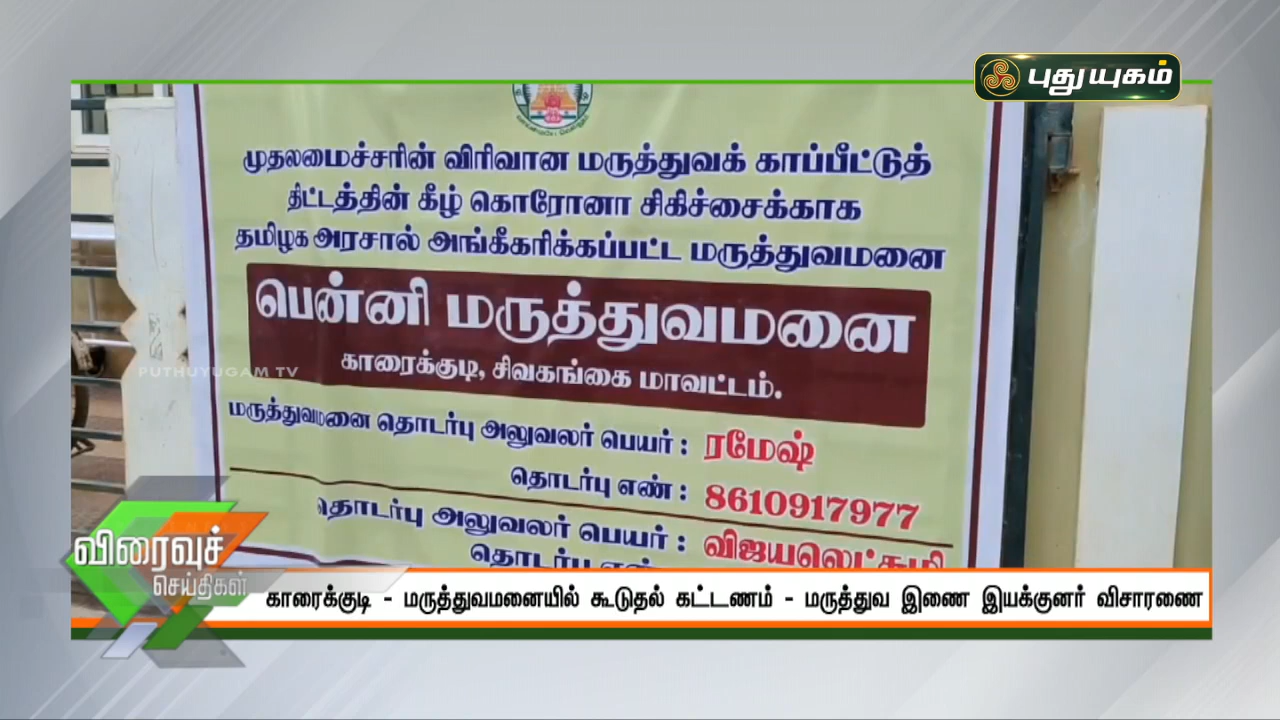 புதுயுகம்
முதலமைச்சரின் விரிவான மருத்துவக் காப்பீட்டுத்
திட்டத்தின் கீழ் கொரோனா சிகிச்சைக்காக
தமிழக அரசால் அங்கீகரிக்கப்பட்ட மருத்துவமனை
பென்னி மருத்துவமனை
காரைக்குடி, சிவகங்கை மாவட்டம்.
PUTHUYUGAM TV
மருத்துவமனை தொடர்பு அலுவலர் பெயர் : ரமேஷ்
தொடர்பு எண் : 8610917977
தொடர்பு அலுவலர் பெயர் : விஜயலெட்சுமி
தொடர்பு எண்
விரைவுச்
செய்திகள்
காரைக்குடி - மருத்துவமனையில் கூடுதல் கட்டணம் - மருத்துவ இணை இயக்குனர் விசாரணை